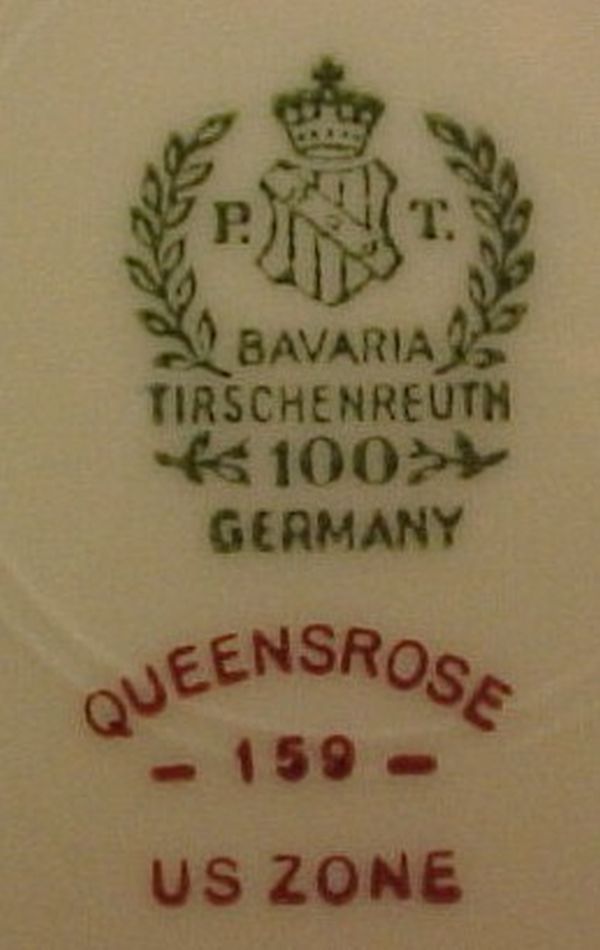 P. T.
BAVARIA
TIRSCHENREUTH
100
GERMANY
QUEENSROSE
- 159 -
US ZONE